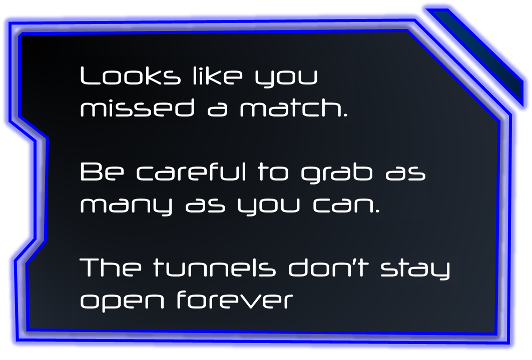 Looks like you
missed a match.
Be careful to grab as
many as you can.
The tunnels don't stay
open forever